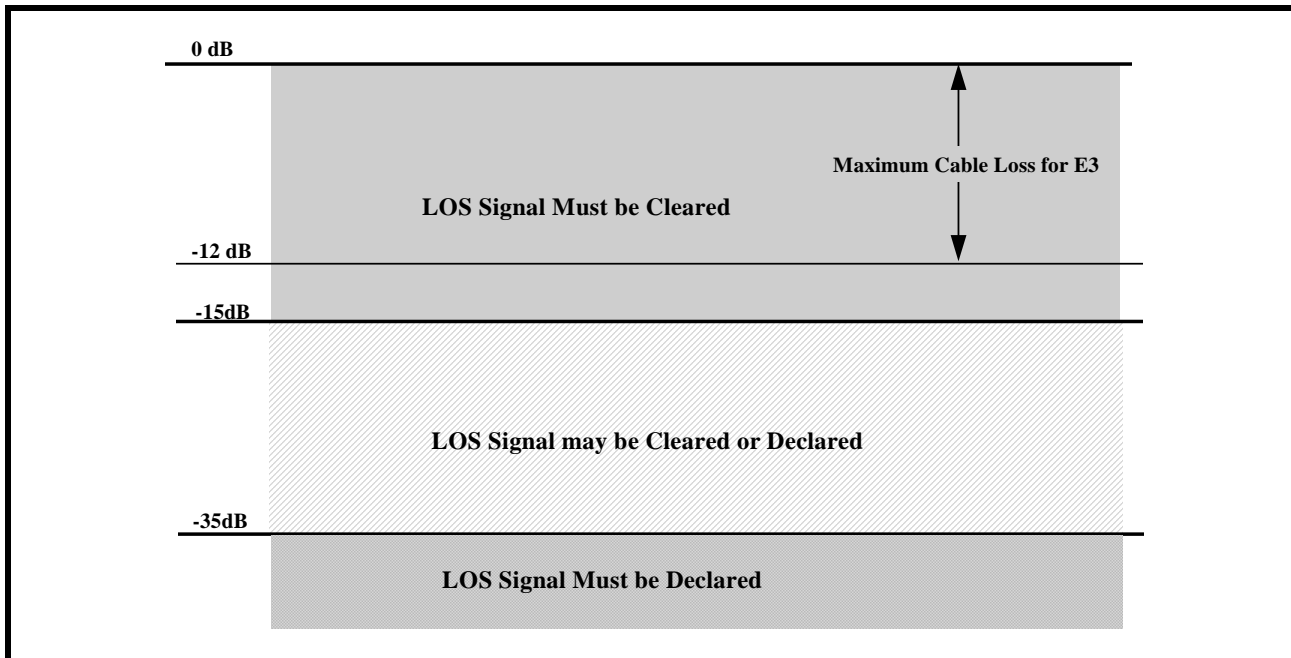 0 dB
Maximum Cable Loss for E3
LOS Signal Must be Cleared
-12 dB
-15dB
LOS Signal may be Cleared or Declared
-35dB
LOS Signal Must be Declared